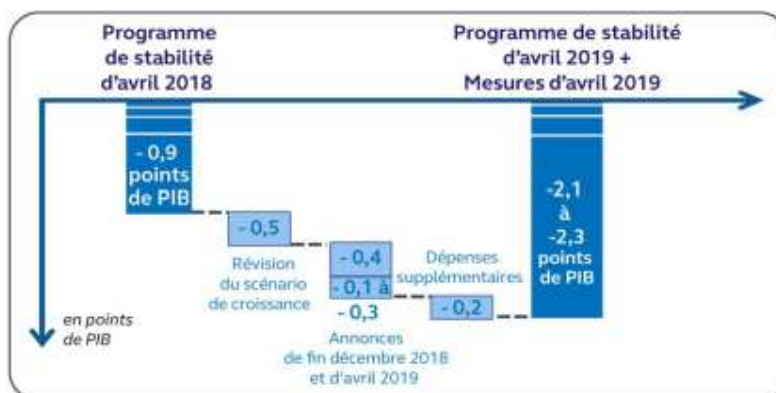 Programme
de stabilité
d'avril 2018
Programme de stabilité
d'avril 2019 +
Mesures d'avril 2019
- 0,9
points
de PIB
-2,1
à
-2,3
points
de PIB
- 0,5
Révision
du scénario
de croissance
- 0,4
- 0,1 à
- 0,3
Annonces
de fin décembre 2018
et d'avril 2019
Dépenses
supplémentaires
- 0,2
en points
de PIB